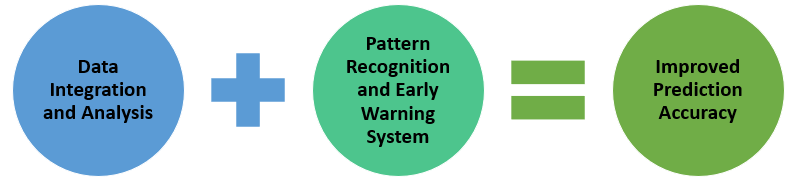 Data
Integration
and Analysis
Pattern
Recognition
and Early
Warning
System
Improved
Prediction
Accuracy